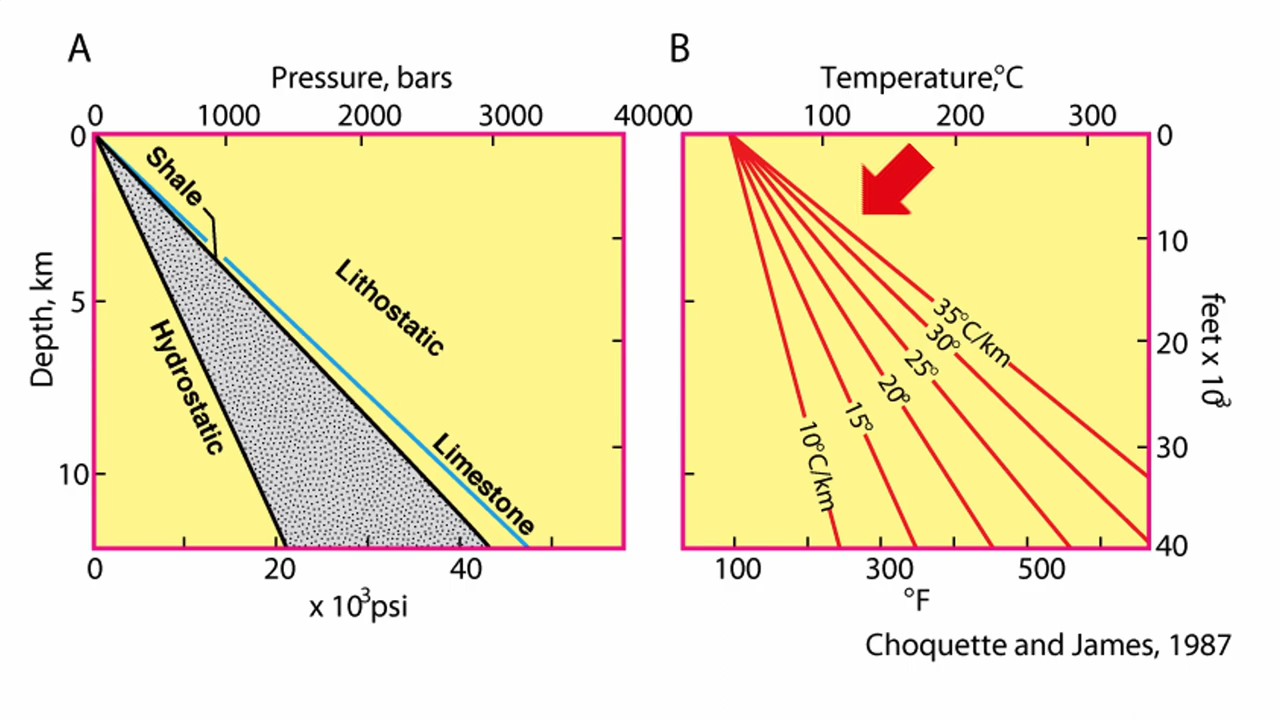 A
Pressure, bars
0 1000 2000 3000 4000
0
5
10
Depth, km
Shale
Lithostatic
Hydrostatic
Limestone
0 20 40
x 10³psi
B
Temperature,°C
0 100 200 300
0
10
20
30
40
feet x 10³
35°C/km
30°
25°
20°
15°
10°C/km
100 300 500
°F
Choquette and James, 1987